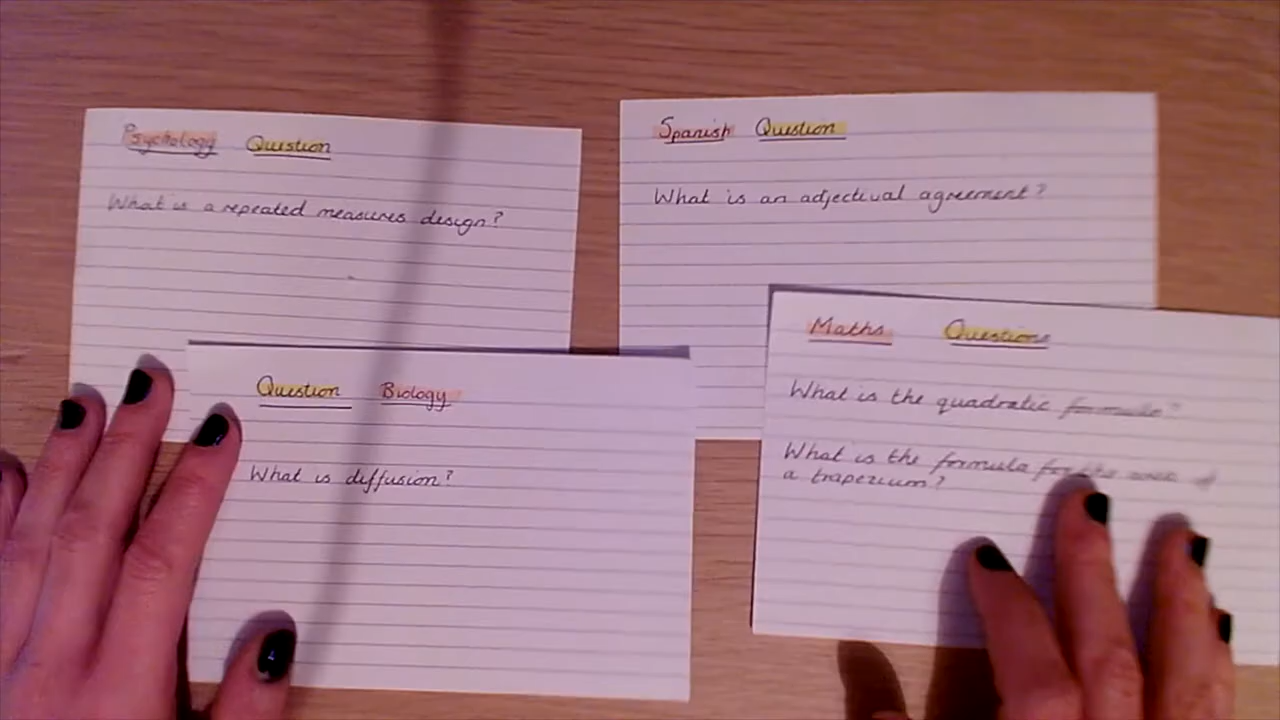 Psychology Question
What is a repeated measures design?
Spanish Question
What is an adjectival agreement?
Question Biology
What is diffusion?
Maths Questions
What is the quadratic formula?
What is the formula for the area of
a trapezium?